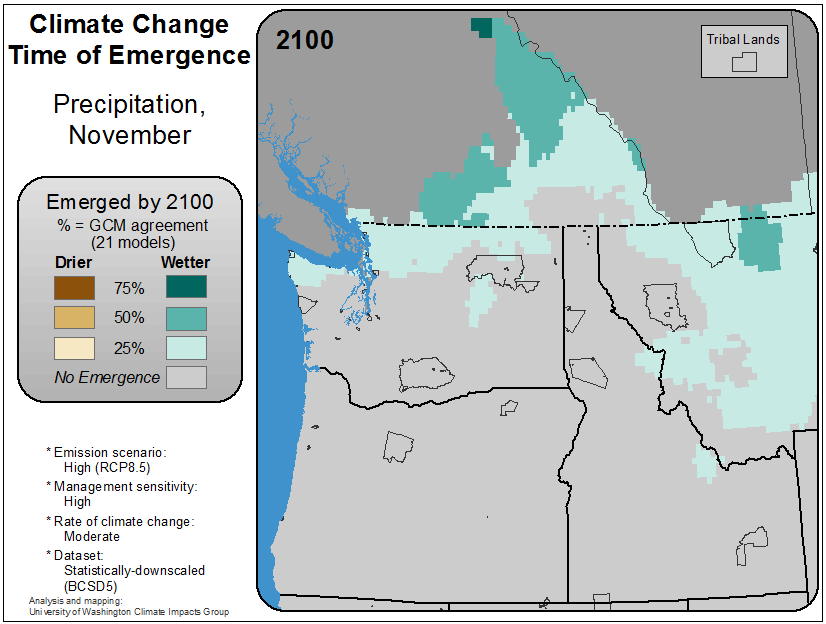 Climate Change
Time of Emergence
Precipitation,
November
Emerged by 2100
% = GCM agreement
(21 models)
Drier Wetter
75%
50%
25%
No Emergence
* Emission scenario:
High (RCP8.5)
* Management sensitivity:
High
* Rate of climate change:
Moderate
* Dataset:
Statistically-downscaled
(BCSD5)
Analysis and mapping:
University of Washington Climate Impacts Group
2100
Tribal Lands